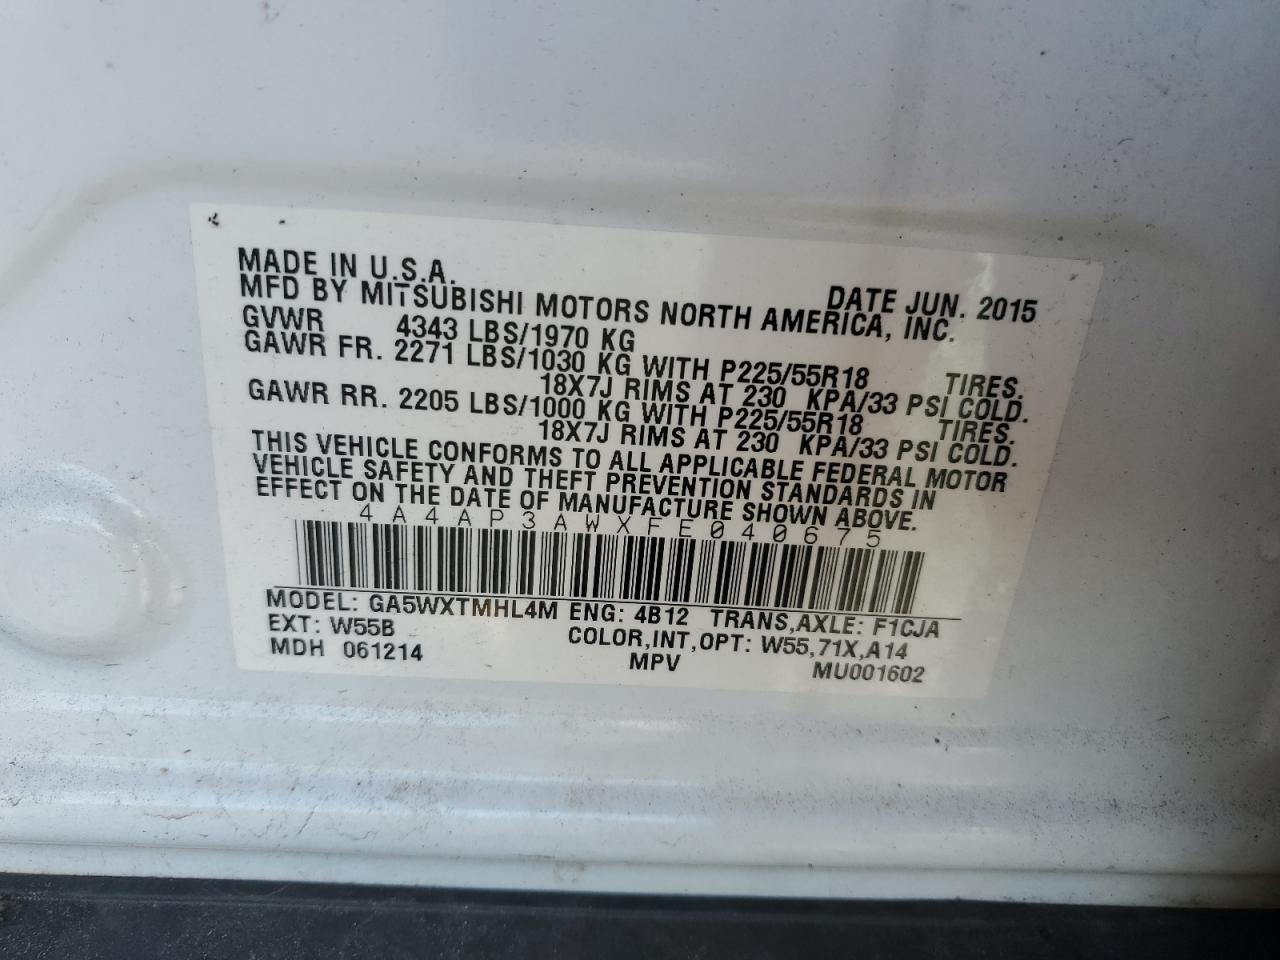 MADE IN U.S.A. DATE JUN. 2015
MFD BY MITSUBISHI MOTORS NORTH AMERICA, INC.
GVWR 4343 LBS/1970 KG
GAWR FR. 2271 LBS/1030 KG WITH P225/55R18 TIRES.
18X7J RIMS AT 230 KPA/33 PSI COLD.
GAWR RR. 2205 LBS/1000 KG WITH P225/55R18 TIRES.
18X7J RIMS AT 230 KPA/33 PSI COLD.
THIS VEHICLE CONFORMS TO ALL APPLICABLE FEDERAL MOTOR
VEHICLE SAFETY AND THEFT PREVENTION STANDARDS IN
EFFECT ON THE DATE OF MANUFACTURE SHOWN ABOVE.
4A4AP3AWXFE040675
MODEL: GA5WXTMHL4M ENG: 4B12 TRANS,AXLE: F1CJA
EXT: W55B COLOR,INT,OPT: W55,71X,A14
MDH 061214 MPV MU001602